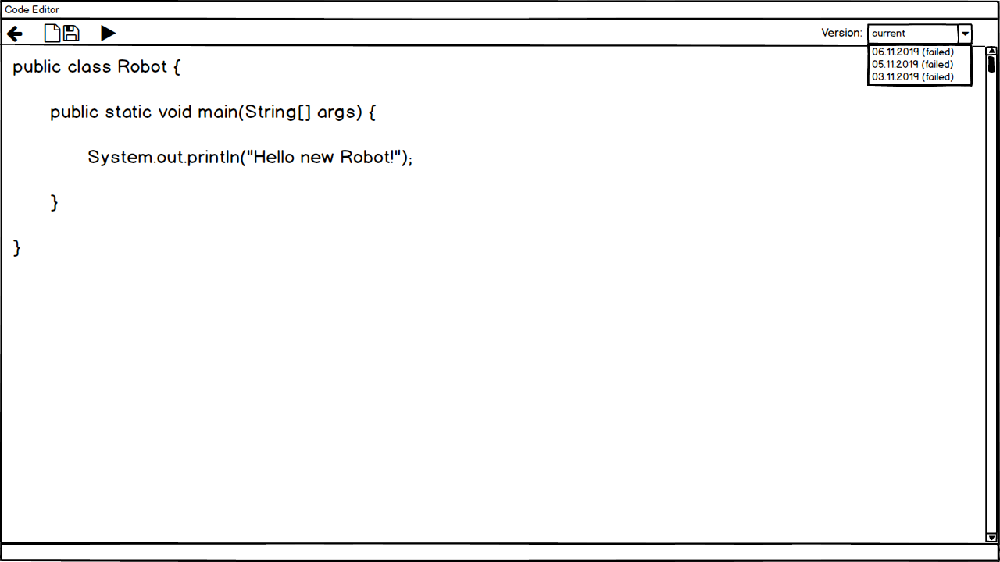 Code Editor
Version: current
06.11.2019 (failed)
05.11.2019 (failed)
03.11.2019 (failed)
public class Robot {
public static void main(String[] args) {
System.out.println("Hello new Robot!");
}
}